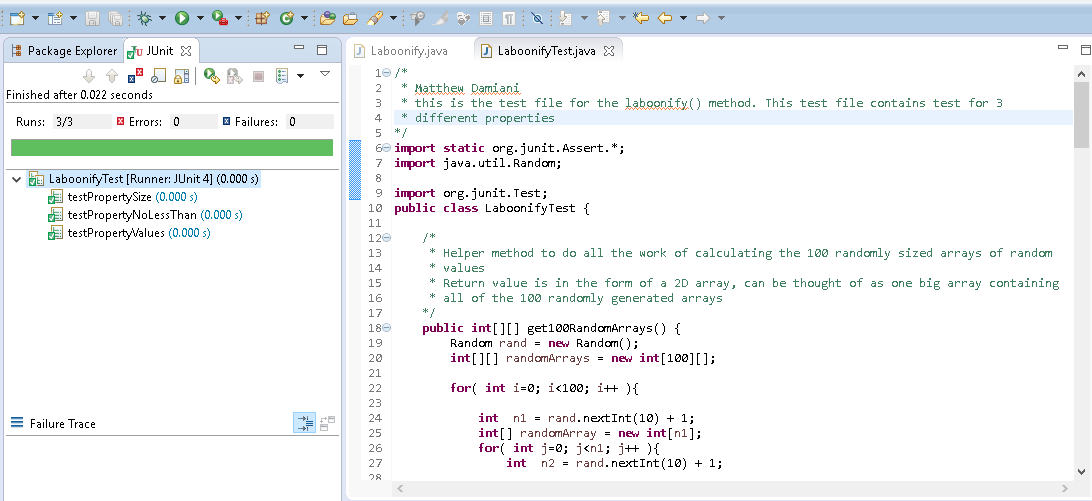 Package Explorer JUnit
Finished after 0.022 seconds
Runs: 3/3 Errors: 0 Failures: 0
LaboonifyTest [Runner: JUnit 4] (0.000 s)
testPropertySize (0.000 s)
testPropertyNoLessThan (0.000 s)
testPropertyValues (0.000 s)
Failure Trace
Laboonify.java LaboonifyTest.java
1 /*
2 * Matthew Damiani
3 * this is the test file for the laboonify() method. This test file contains test for 3
4 * different properties
5 */
6 import static org.junit.Assert.*;
7 import java.util.Random;
8
9 import org.junit.Test;
10 public class LaboonifyTest {
11
12 /*
13 * Helper method to do all the work of calculating the 100 randomly sized arrays of random
14 * values
15 * Return value is in the form of a 2D array, can be thought of as one big array containing
16 * all of the 100 randomly generated arrays
17 */
18 public int[][] get100RandomArrays() {
19 Random rand = new Random();
20 int[][] randomArrays = new int[100][];
21
22 for( int i=0; i<100; i++ ){
23
24 int n1 = rand.nextInt(10) + 1;
25 int[] randomArray = new int[n1];
26 for( int j=0; j<n1; j++ ){
27 int n2 = rand.nextInt(10) + 1;
28